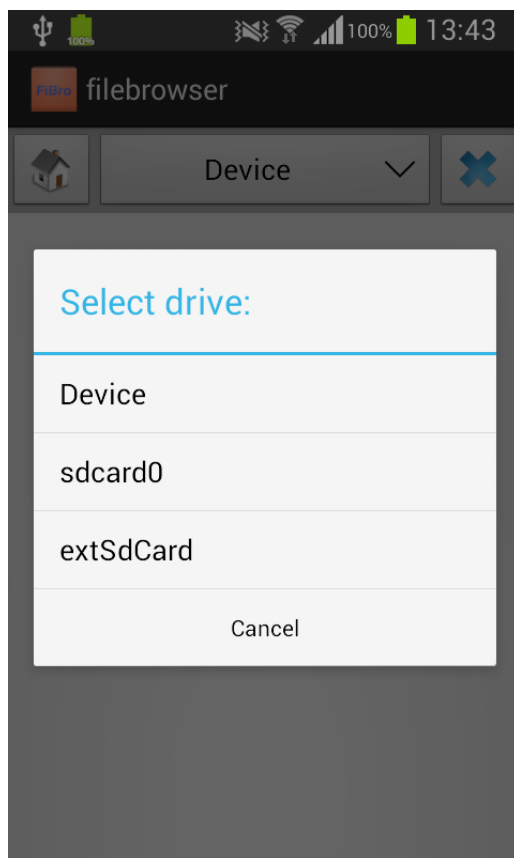 100%
100% 13:43
FiBro filebrowser
Device
Select drive:
Device
sdcard0
extSdCard
Cancel